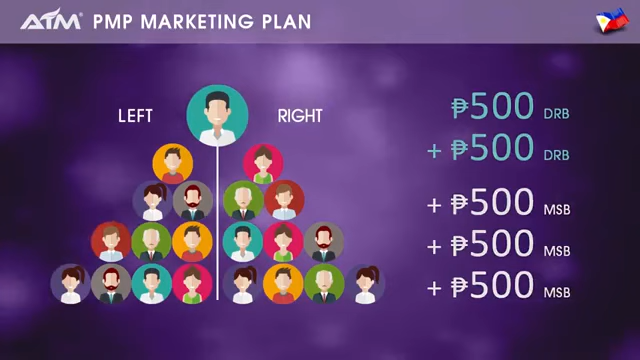 ATM® PMP MARKETING PLAN
LEFT
RIGHT
₱500 DRB
+ ₱500 DRB
+ ₱500 MSB
+ ₱500 MSB
+ ₱500 MSB